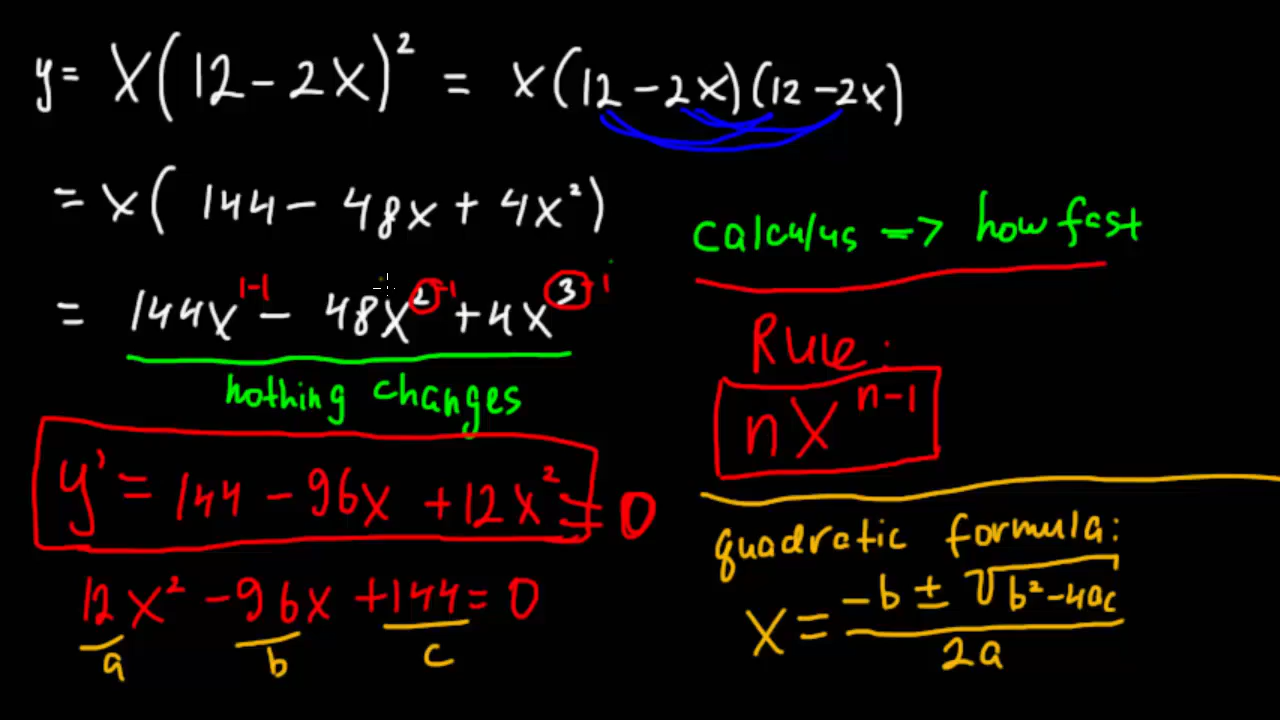 y = x(12 - 2x)² = x(12 - 2x)(12 - 2x)
= x(144 - 48x + 4x²)
= 144x¹⁻¹ - 48x²⁻¹ + 4x³⁻¹
nothing changes
y' = 144 - 96x + 12x² = 0
12x² - 96x + 144 = 0
a b c
calculus => how fast
Rule:
nxⁿ⁻¹
quadratic formula:
x = -b ± √b² - 4ac
2a